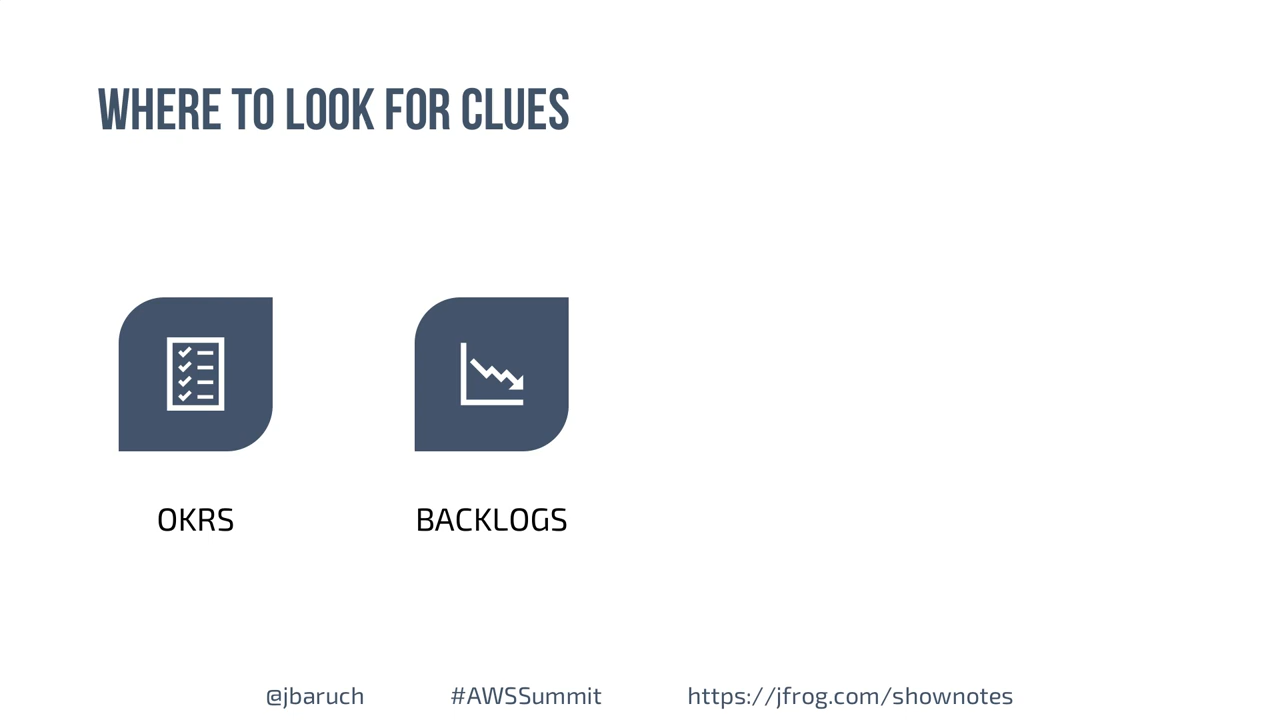 WHERE TO LOOK FOR CLUES
OKRS
BACKLOGS
@jbaruch
#AWSSummit
https://jfrog.com/shownotes